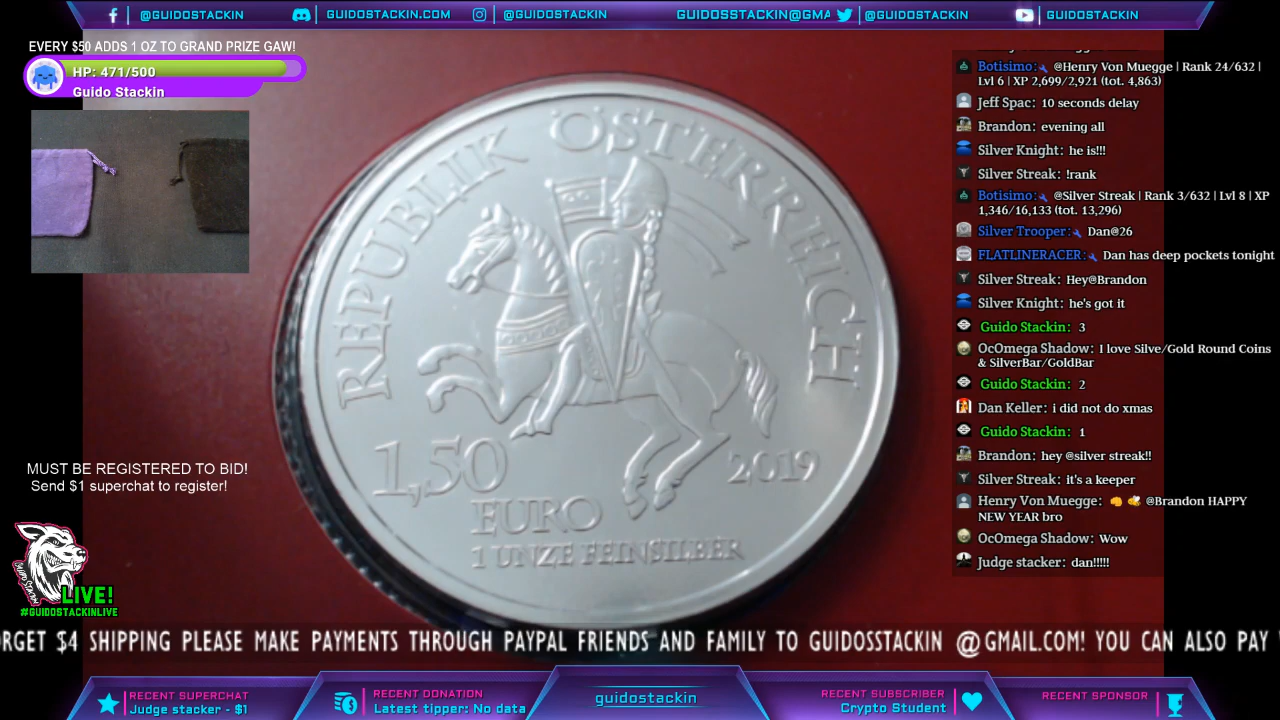 @GUIDOSTACKIN
GUIDOSTACKIN.COM
@GUIDOSTACKIN
GUIDOSSTACKIN@GMA
@GUIDOSTACKIN
GUIDOSTACKIN
EVERY $50 ADDS 1 OZ TO GRAND PRIZE GAW!
HP: 471/500
Guido Stackin
REPUBLIK ÖSTERREICH
1,50
EURO
2019
1 UNZE FEINSILBER
Botisimo: @Henry Von Muegge | Rank 24/632 |
Lvl 6 | XP 2,699/2,921 (tot. 4,863)
Jeff Spac: 10 seconds delay
Brandon: evening all
Silver Knight: he is!!!
Silver Streak: !rank
Botisimo: @Silver Streak | Rank 3/632 | Lvl 8 | XP
1,346/16,133 (tot. 13,296)
Silver Trooper: Dan@26
FLATLINERACER: Dan has deep pockets tonight
Silver Streak: Hey@Brandon
Silver Knight: he's got it
Guido Stackin: 3
OcOmega Shadow: I love Silve/Gold Round Coins
& SilverBar/GoldBar
Guido Stackin: 2
Dan Keller: i did not do xmas
Guido Stackin: 1
Brandon: hey @silver streak!!
Silver Streak: it's a keeper
Henry Von Muegge: @Brandon HAPPY
NEW YEAR bro
OcOmega Shadow: Wow
Judge stacker: dan!!!!!
MUST BE REGISTERED TO BID!
Send $1 superchat to register!
GUIDO STACKIN
LIVE!
#GUIDOSTACKINLIVE
ORGET $4 SHIPPING PLEASE MAKE PAYMENTS THROUGH PAYPAL FRIENDS AND FAMILY TO GUIDOSSTACKIN @GMAIL.COM! YOU CAN ALSO PAY
RECENT SUPERCHAT
Judge stacker - $1
RECENT DONATION
Latest tipper: No data
guidostackin
RECENT SUBSCRIBER
Crypto Student
RECENT SPONSOR